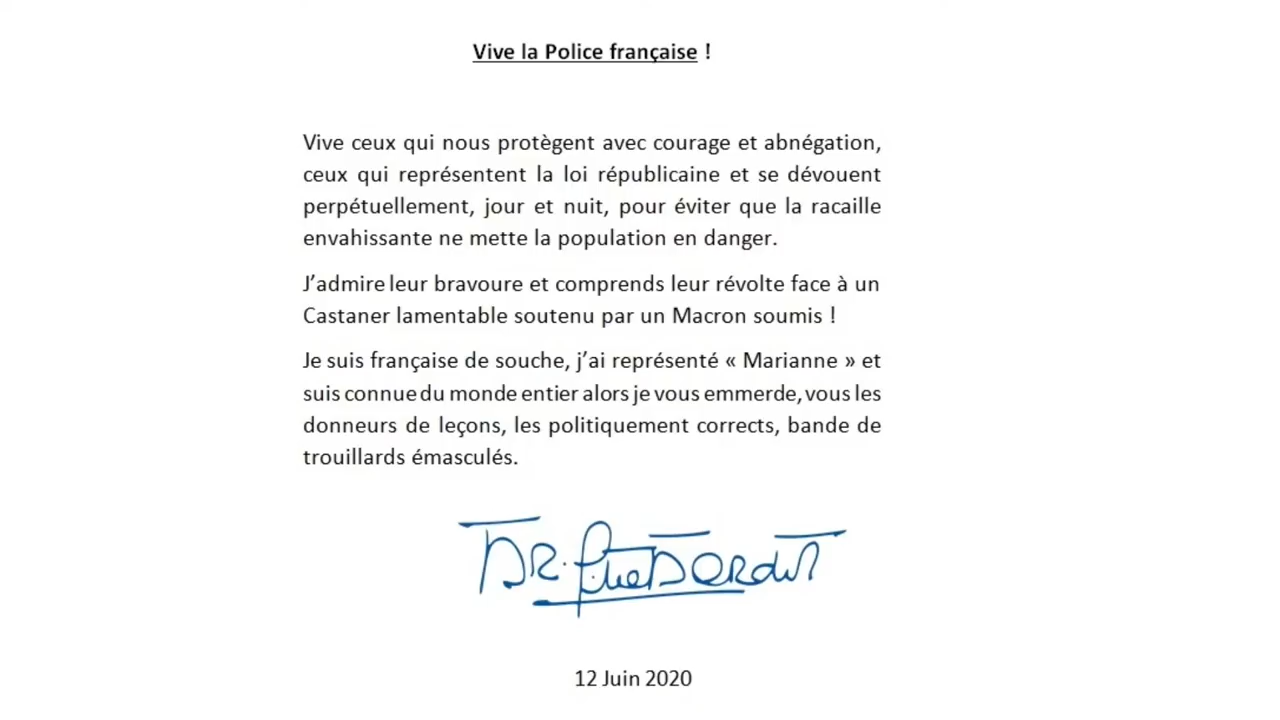 Vive la Police française !
Vive ceux qui nous protègent avec courage et abnégation,
ceux qui représentent la loi républicaine et se dévouent
perpétuellement, jour et nuit, pour éviter que la racaille
envahissante ne mette la population en danger.
J’admire leur bravoure et comprends leur révolte face à un
Castaner lamentable soutenu par un Macron soumis !
Je suis française de souche, j’ai représenté « Marianne » et
suis connue du monde entier alors je vous emmerde, vous les
donneurs de leçons, les politiquement corrects, bande de
trouillards émasculés.
12 Juin 2020